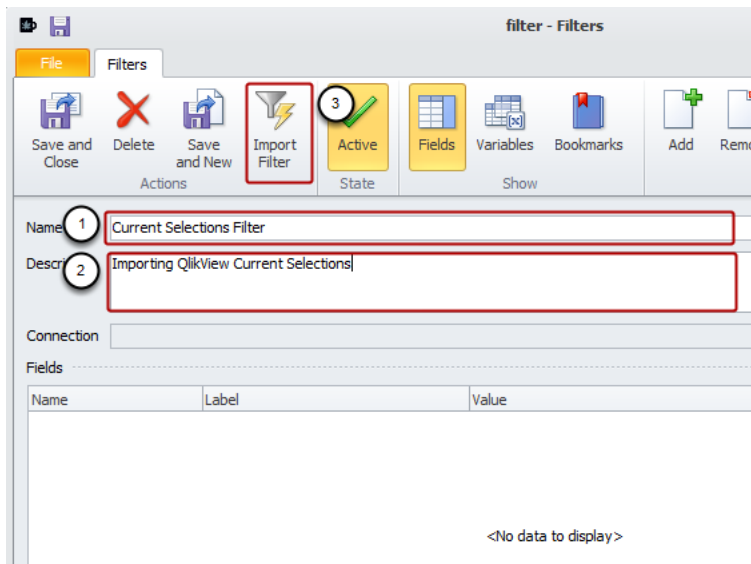 filter - Filters
File Filters
Save and Close Delete Save and New Import Filter 3 Active Fields Variables Bookmarks Add
Actions State Show
Name 1 Current Selections Filter
2 Importing QlikView Current Selections
Connection
Fields
Name Label Value
<No data to display>